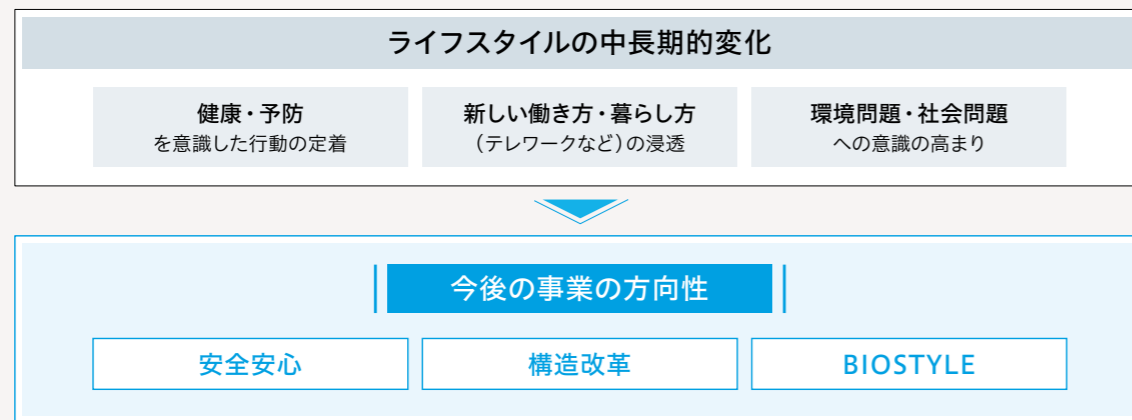 ライフスタイルの中長期的変化
健康・予防
を意識した行動の定着
新しい働き方・暮らし方
(テレワークなど)の浸透
環境問題・社会問題
への意識の高まり
今後の事業の方向性
安全安心
構造改革
BIOSTYLE